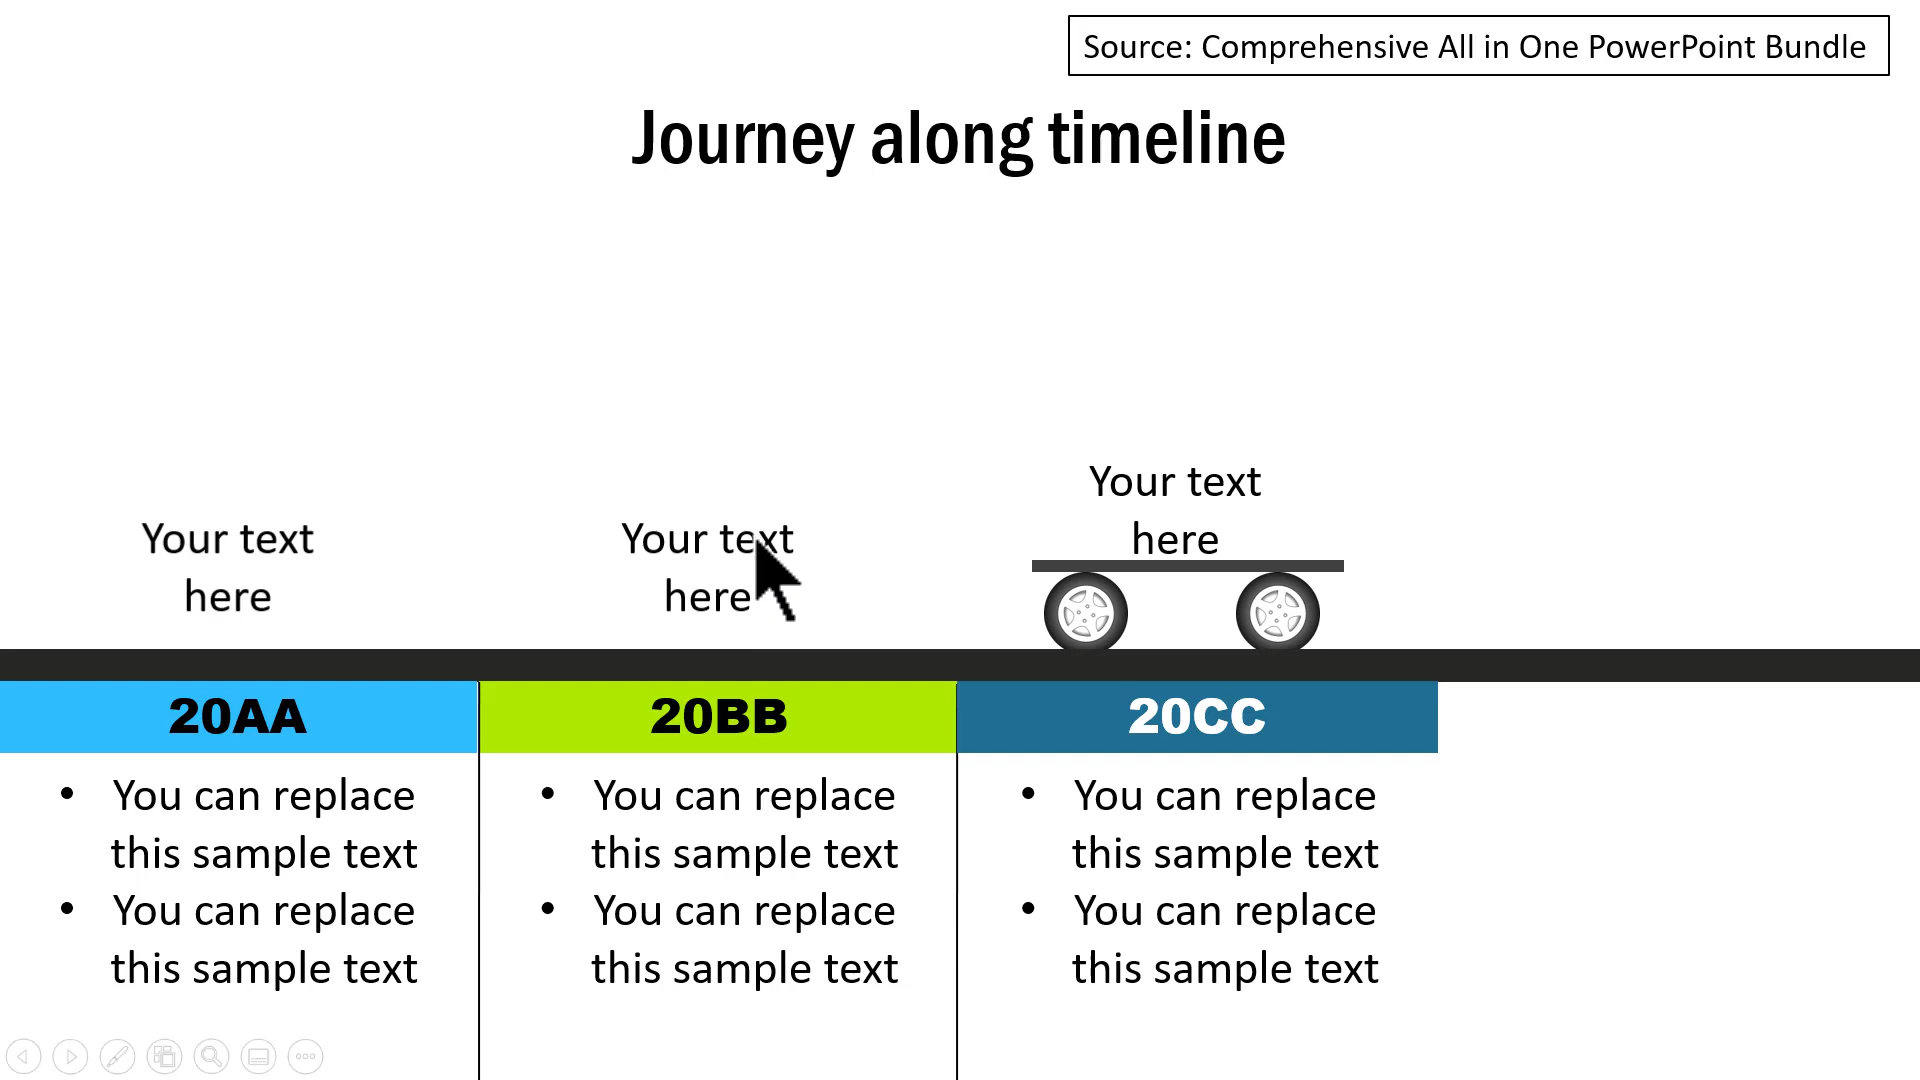 Source: Comprehensive All in One PowerPoint Bundle
Journey along timeline
Your text
here
Your text
here
Your text
here
20AA
20BB
20CC
• You can replace
this sample text
• You can replace
this sample text
• You can replace
this sample text
• You can replace
this sample text
• You can replace
this sample text
• You can replace
this sample text